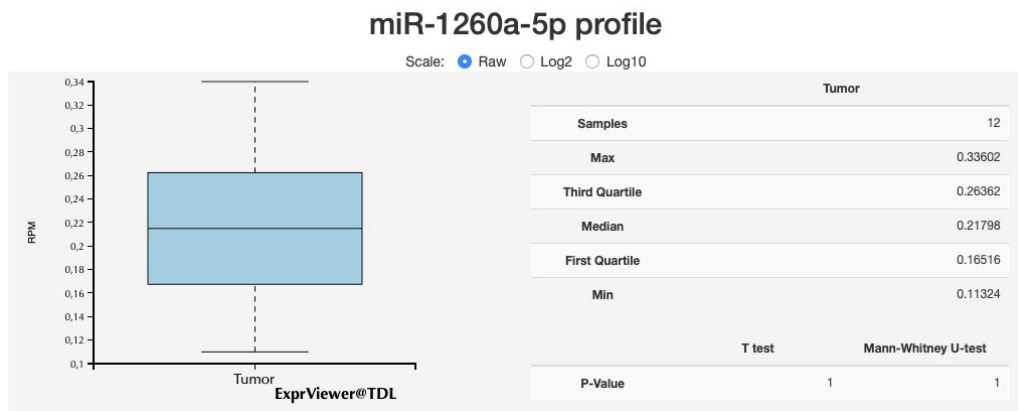 miR-1260a-5p profile
Scale: Raw Log2 Log10
0,34
0,32
0,3
0,28
0,26
0,24
0,22
0,2
0,18
0,16
0,14
0,12
0,1
RPM
Tumor
ExprViewer@TDL
Tumor
Samples 12
Max 0.33602
Third Quartile 0.26362
Median 0.21798
First Quartile 0.16516
Min 0.11324
T test Mann-Whitney U-test
P-Value 1 1